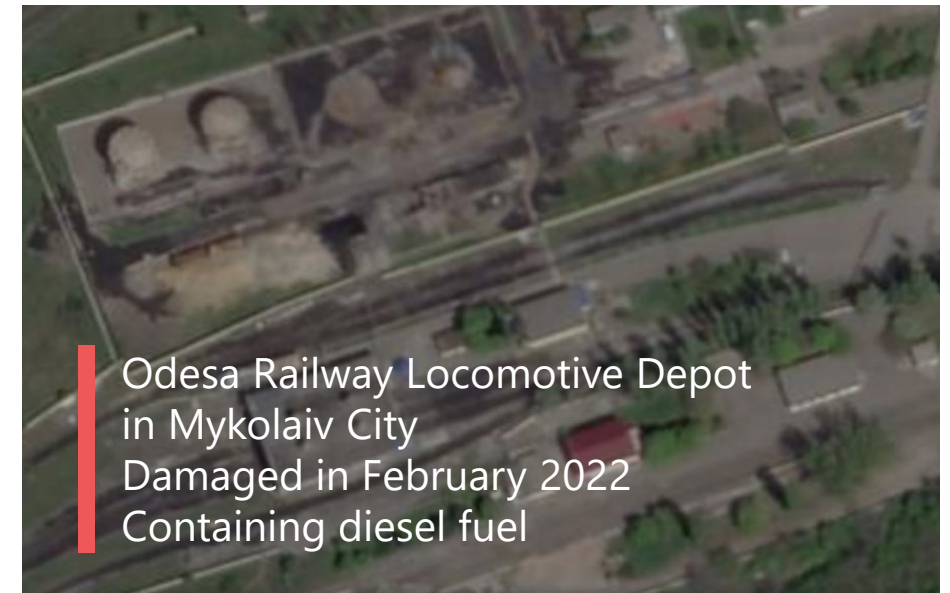 Odesa Railway Locomotive Depot
in Mykolaiv City
Damaged in February 2022
Containing diesel fuel